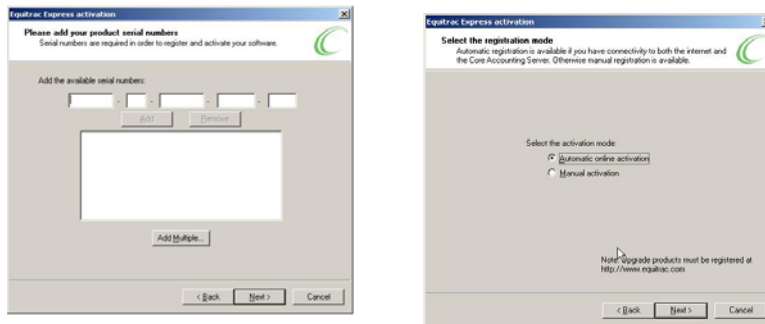 Equitrac Express activation
Please add your product serial numbers
Serial numbers are required in order to register and activate your software.
Add the available serial numbers:
- - - -
Add Remove
Add Multiple...
< Back Next > Cancel
Equitrac Express activation
Select the registration mode
Automatic registration is available if you have connectivity to both the internet and
the Core Accounting Server. Otherwise manual registration is available.
Select the activation mode:
Automatic online activation
Manual activation
Note: Upgrade products must be registered at
http://www.equitrac.com
< Back Next > Cancel